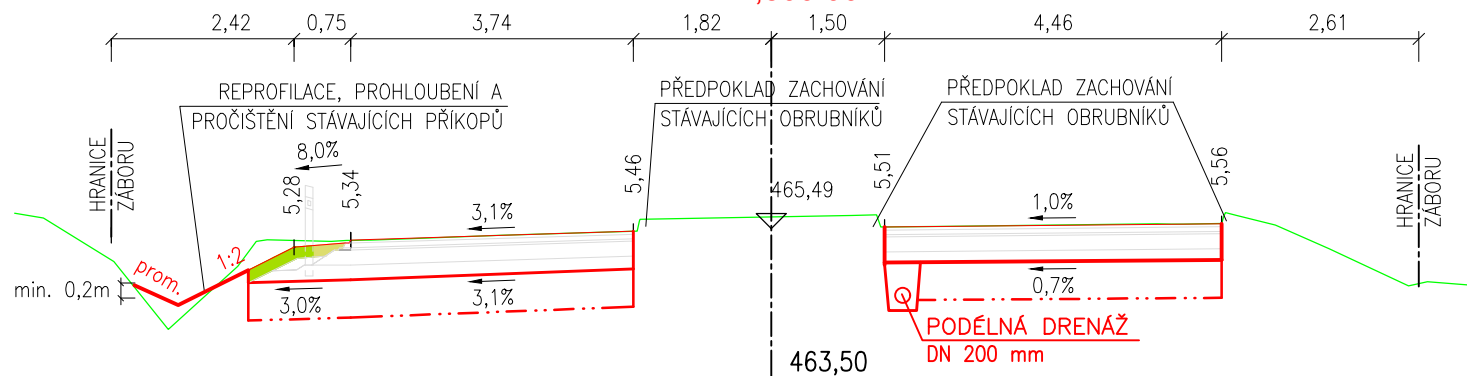 2,42 0,75 3,74 1,82 1,50 4,46 2,61
REPROFILACE, PROHLOUBENÍ A
PROČIŠTĚNÍ STÁVAJÍCÍCH PŘÍKOPŮ
PŘEDPOKLAD ZACHOVÁNÍ
STÁVAJÍCÍCH OBRUBNÍKŮ
PŘEDPOKLAD ZACHOVÁNÍ
STÁVAJÍCÍCH OBRUBNÍKŮ
HRANICE
ZÁBORU
8,0%
5,28
5,34
3,1%
5,46
465,49
5,51
1,0%
5,56
HRANICE
ZÁBORU
prom.
1:2
min. 0,2m
3,0%
3,1%
0,7%
PODÉLNÁ DRENÁŽ
DN 200 mm
463,50